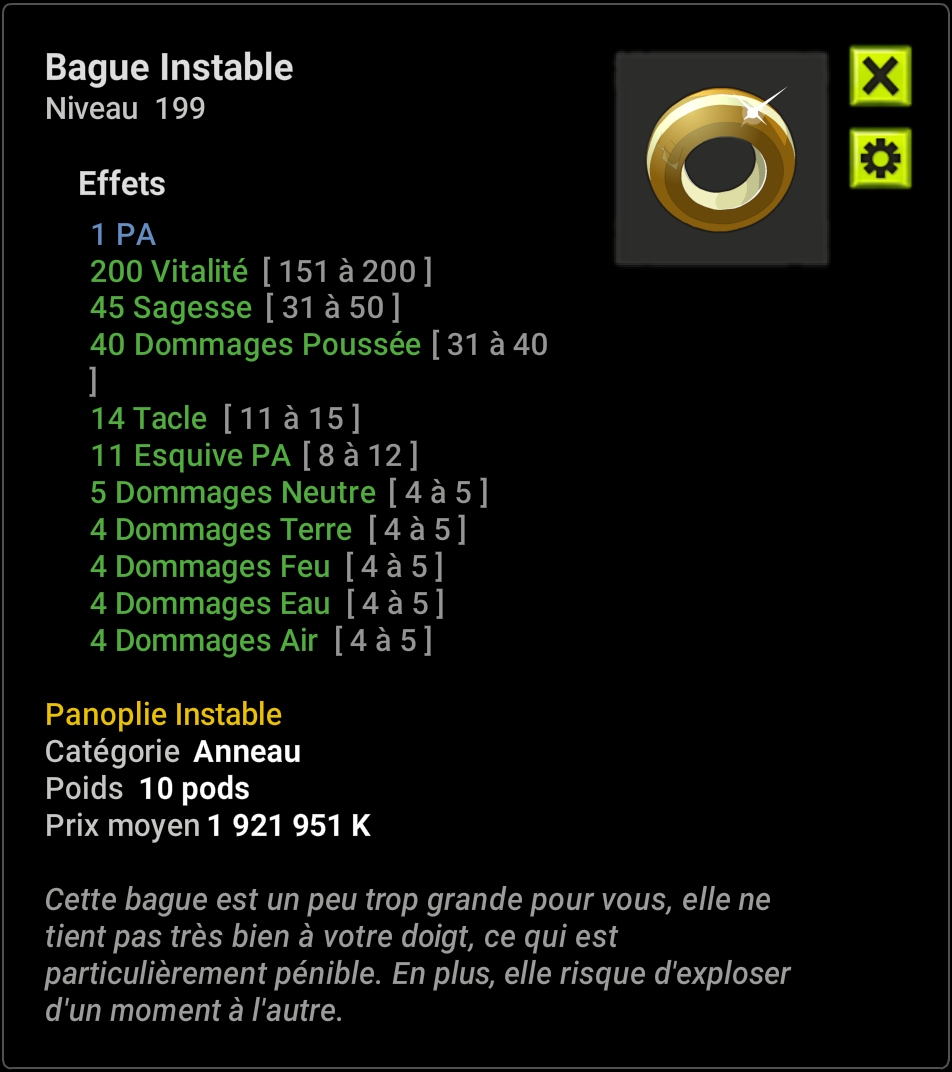 Bague Instable
Niveau 199
Effets
1 PA
200 Vitalité [ 151 à 200 ]
45 Sagesse [ 31 à 50 ]
40 Dommages Poussée [ 31 à 40
]
14 Tacle [ 11 à 15 ]
11 Esquive PA [ 8 à 12 ]
5 Dommages Neutre [ 4 à 5 ]
4 Dommages Terre [ 4 à 5 ]
4 Dommages Feu [ 4 à 5 ]
4 Dommages Eau [ 4 à 5 ]
4 Dommages Air [ 4 à 5 ]
Panoplie Instable
Catégorie Anneau
Poids 10 pods
Prix moyen 1 921 951 K
Cette bague est un peu trop grande pour vous, elle ne
tient pas très bien à votre doigt, ce qui est
particulièrement pénible. En plus, elle risque d'exploser
d'un moment à l'autre.